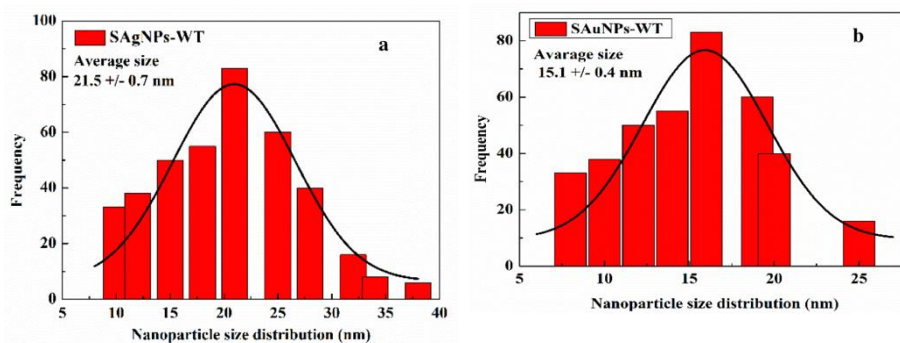 100
80
60
40
20
0
Frequency
SAgNPs-WT
a
Average size
21.5 +/- 0.7 nm
5 10 15 20 25 30 35 40
Nanoparticle size distribution (nm)
80
60
40
20
0
Frequency
SAuNPs-WT
b
Avarage size
15.1 +/- 0.4 nm
5 10 15 20 25
Nanoparticle size distribution (nm)